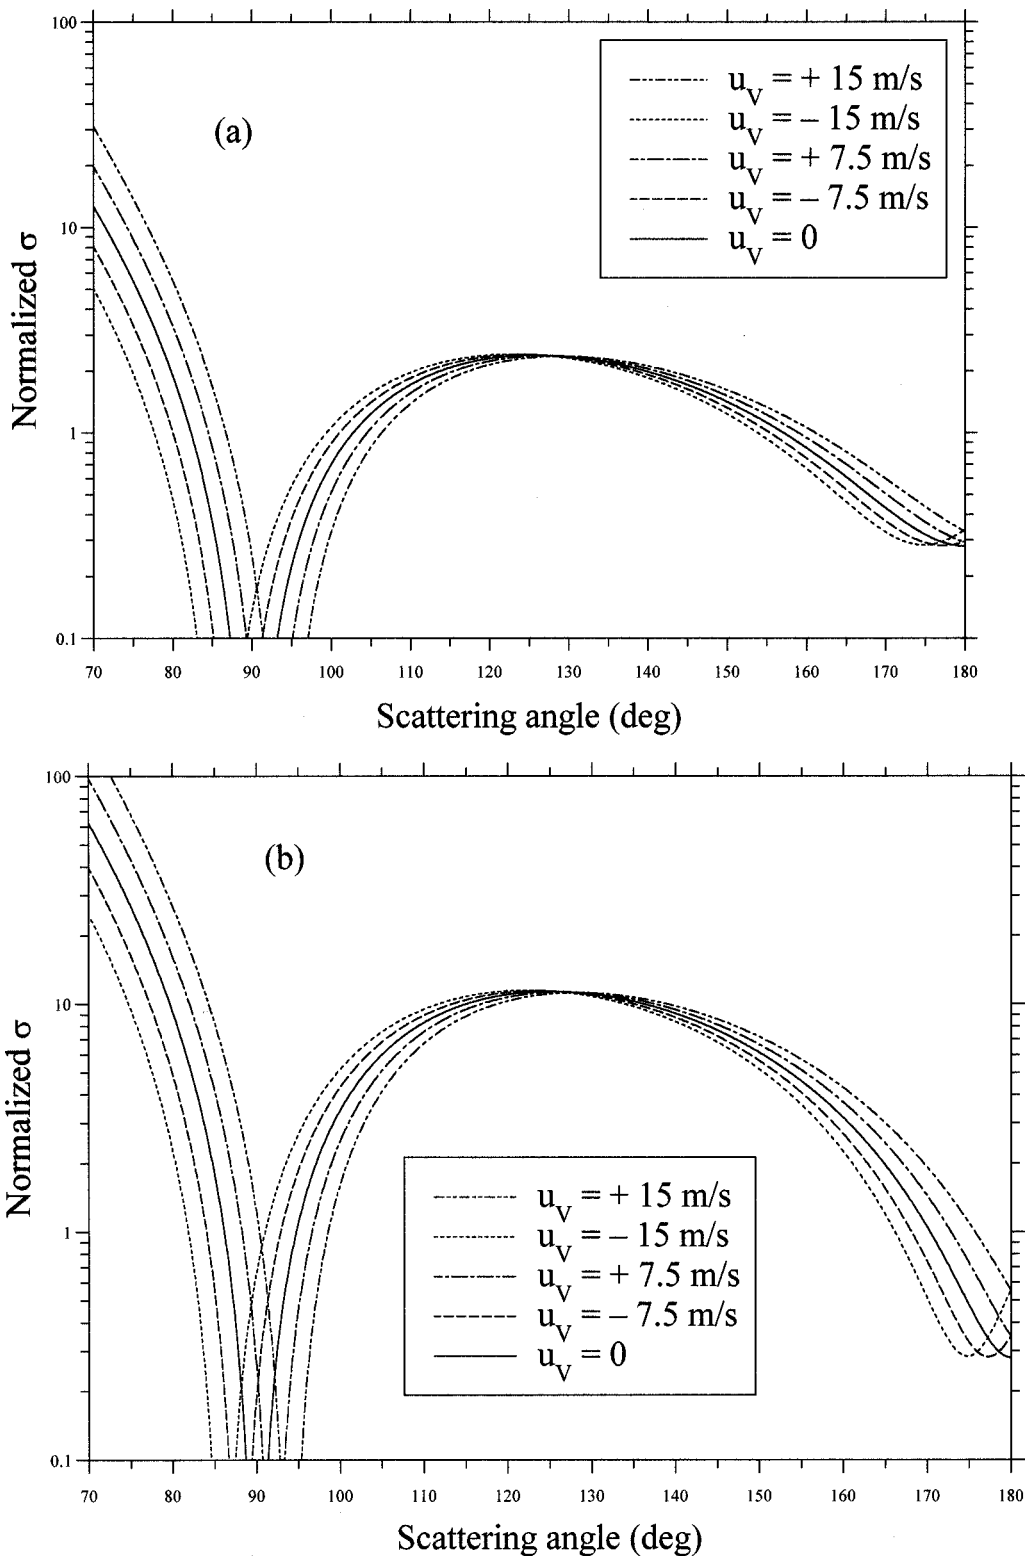 100
10
1
0.1
Normalized σ
(a)
u_V = + 15 m/s
u_V = – 15 m/s
u_V = + 7.5 m/s
u_V = – 7.5 m/s
u_V = 0
70 80 90 100 110 120 130 140 150 160 170 180
Scattering angle (deg)
100
10
1
0.1
Normalized σ
(b)
u_V = + 15 m/s
u_V = – 15 m/s
u_V = + 7.5 m/s
u_V = – 7.5 m/s
u_V = 0
70 80 90 100 110 120 130 140 150 160 170 180
Scattering angle (deg)